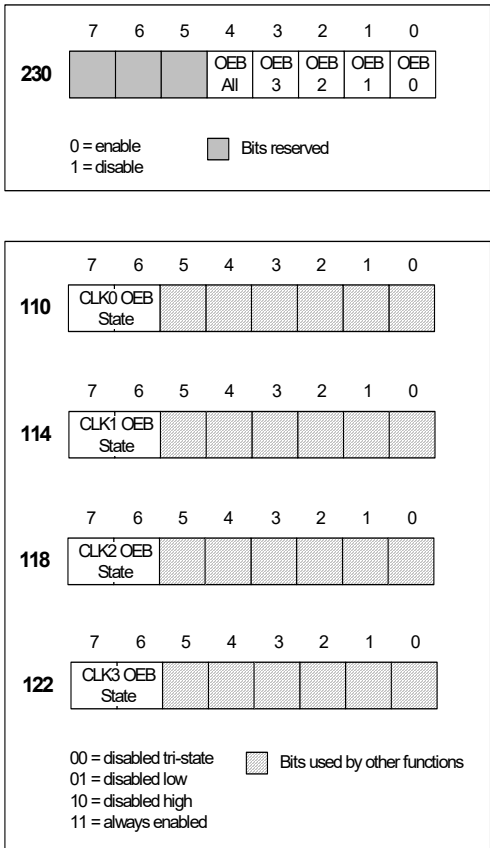 7 6 5 4 3 2 1 0
230 OEB All OEB 3 OEB 2 OEB 1 OEB 0
0 = enable
1 = disable
Bits reserved
7 6 5 4 3 2 1 0
110 CLK0 OEB State
7 6 5 4 3 2 1 0
114 CLK1 OEB State
7 6 5 4 3 2 1 0
118 CLK2 OEB State
7 6 5 4 3 2 1 0
122 CLK3 OEB State
00 = disabled tri-state
01 = disabled low
10 = disabled high
11 = always enabled
Bits used by other functions